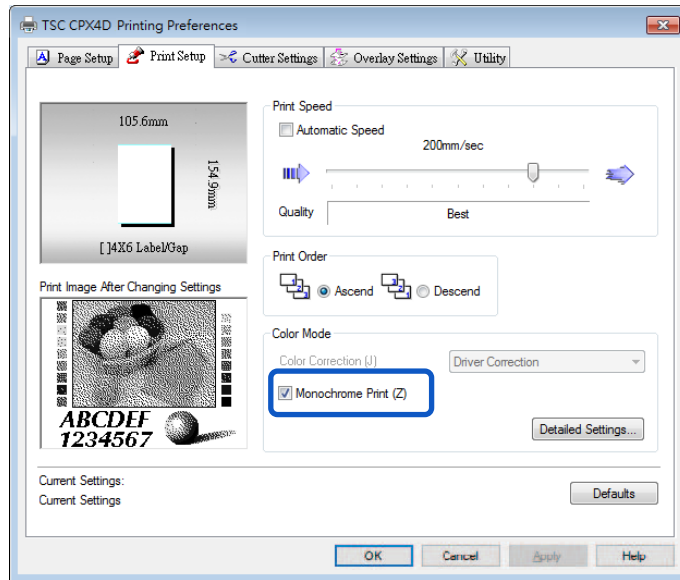 TSC CPX4D Printing Preferences
Page Setup Print Setup Cutter Settings Overlay Settings Utility
105.6mm
154.9mm
[ ]4X6 Label/Gap
Print Image After Changing Settings
ABCDEF
1234567
Print Speed
Automatic Speed
200mm/sec
Quality Best
Print Order
Ascend Descend
Color Mode
Color Correction (J) Driver Correction
Monochrome Print (Z)
Detailed Settings...
Current Settings:
Current Settings
Defaults
OK Cancel Apply Help